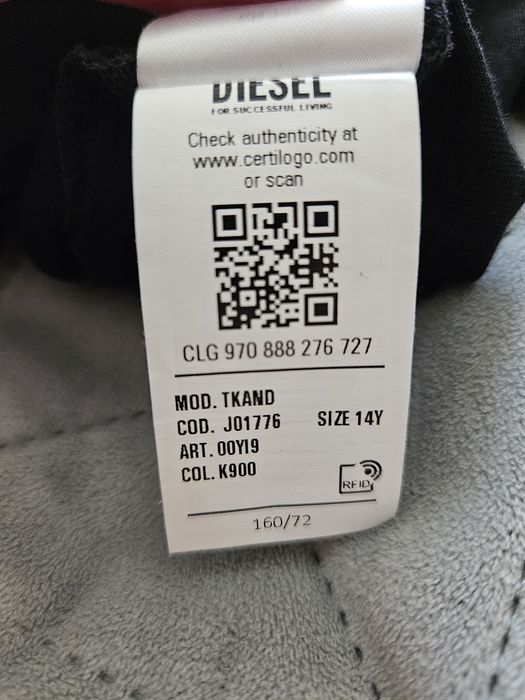 DIESEL
FOR SUCCESSFUL LIVING
Check authenticity at
www.certilogo.com
or scan
CLG 970 888 276 727
MOD. TKAND
COD. J01776 SIZE 14Y
ART. 00YI9
COL. K900
RFID
160/72